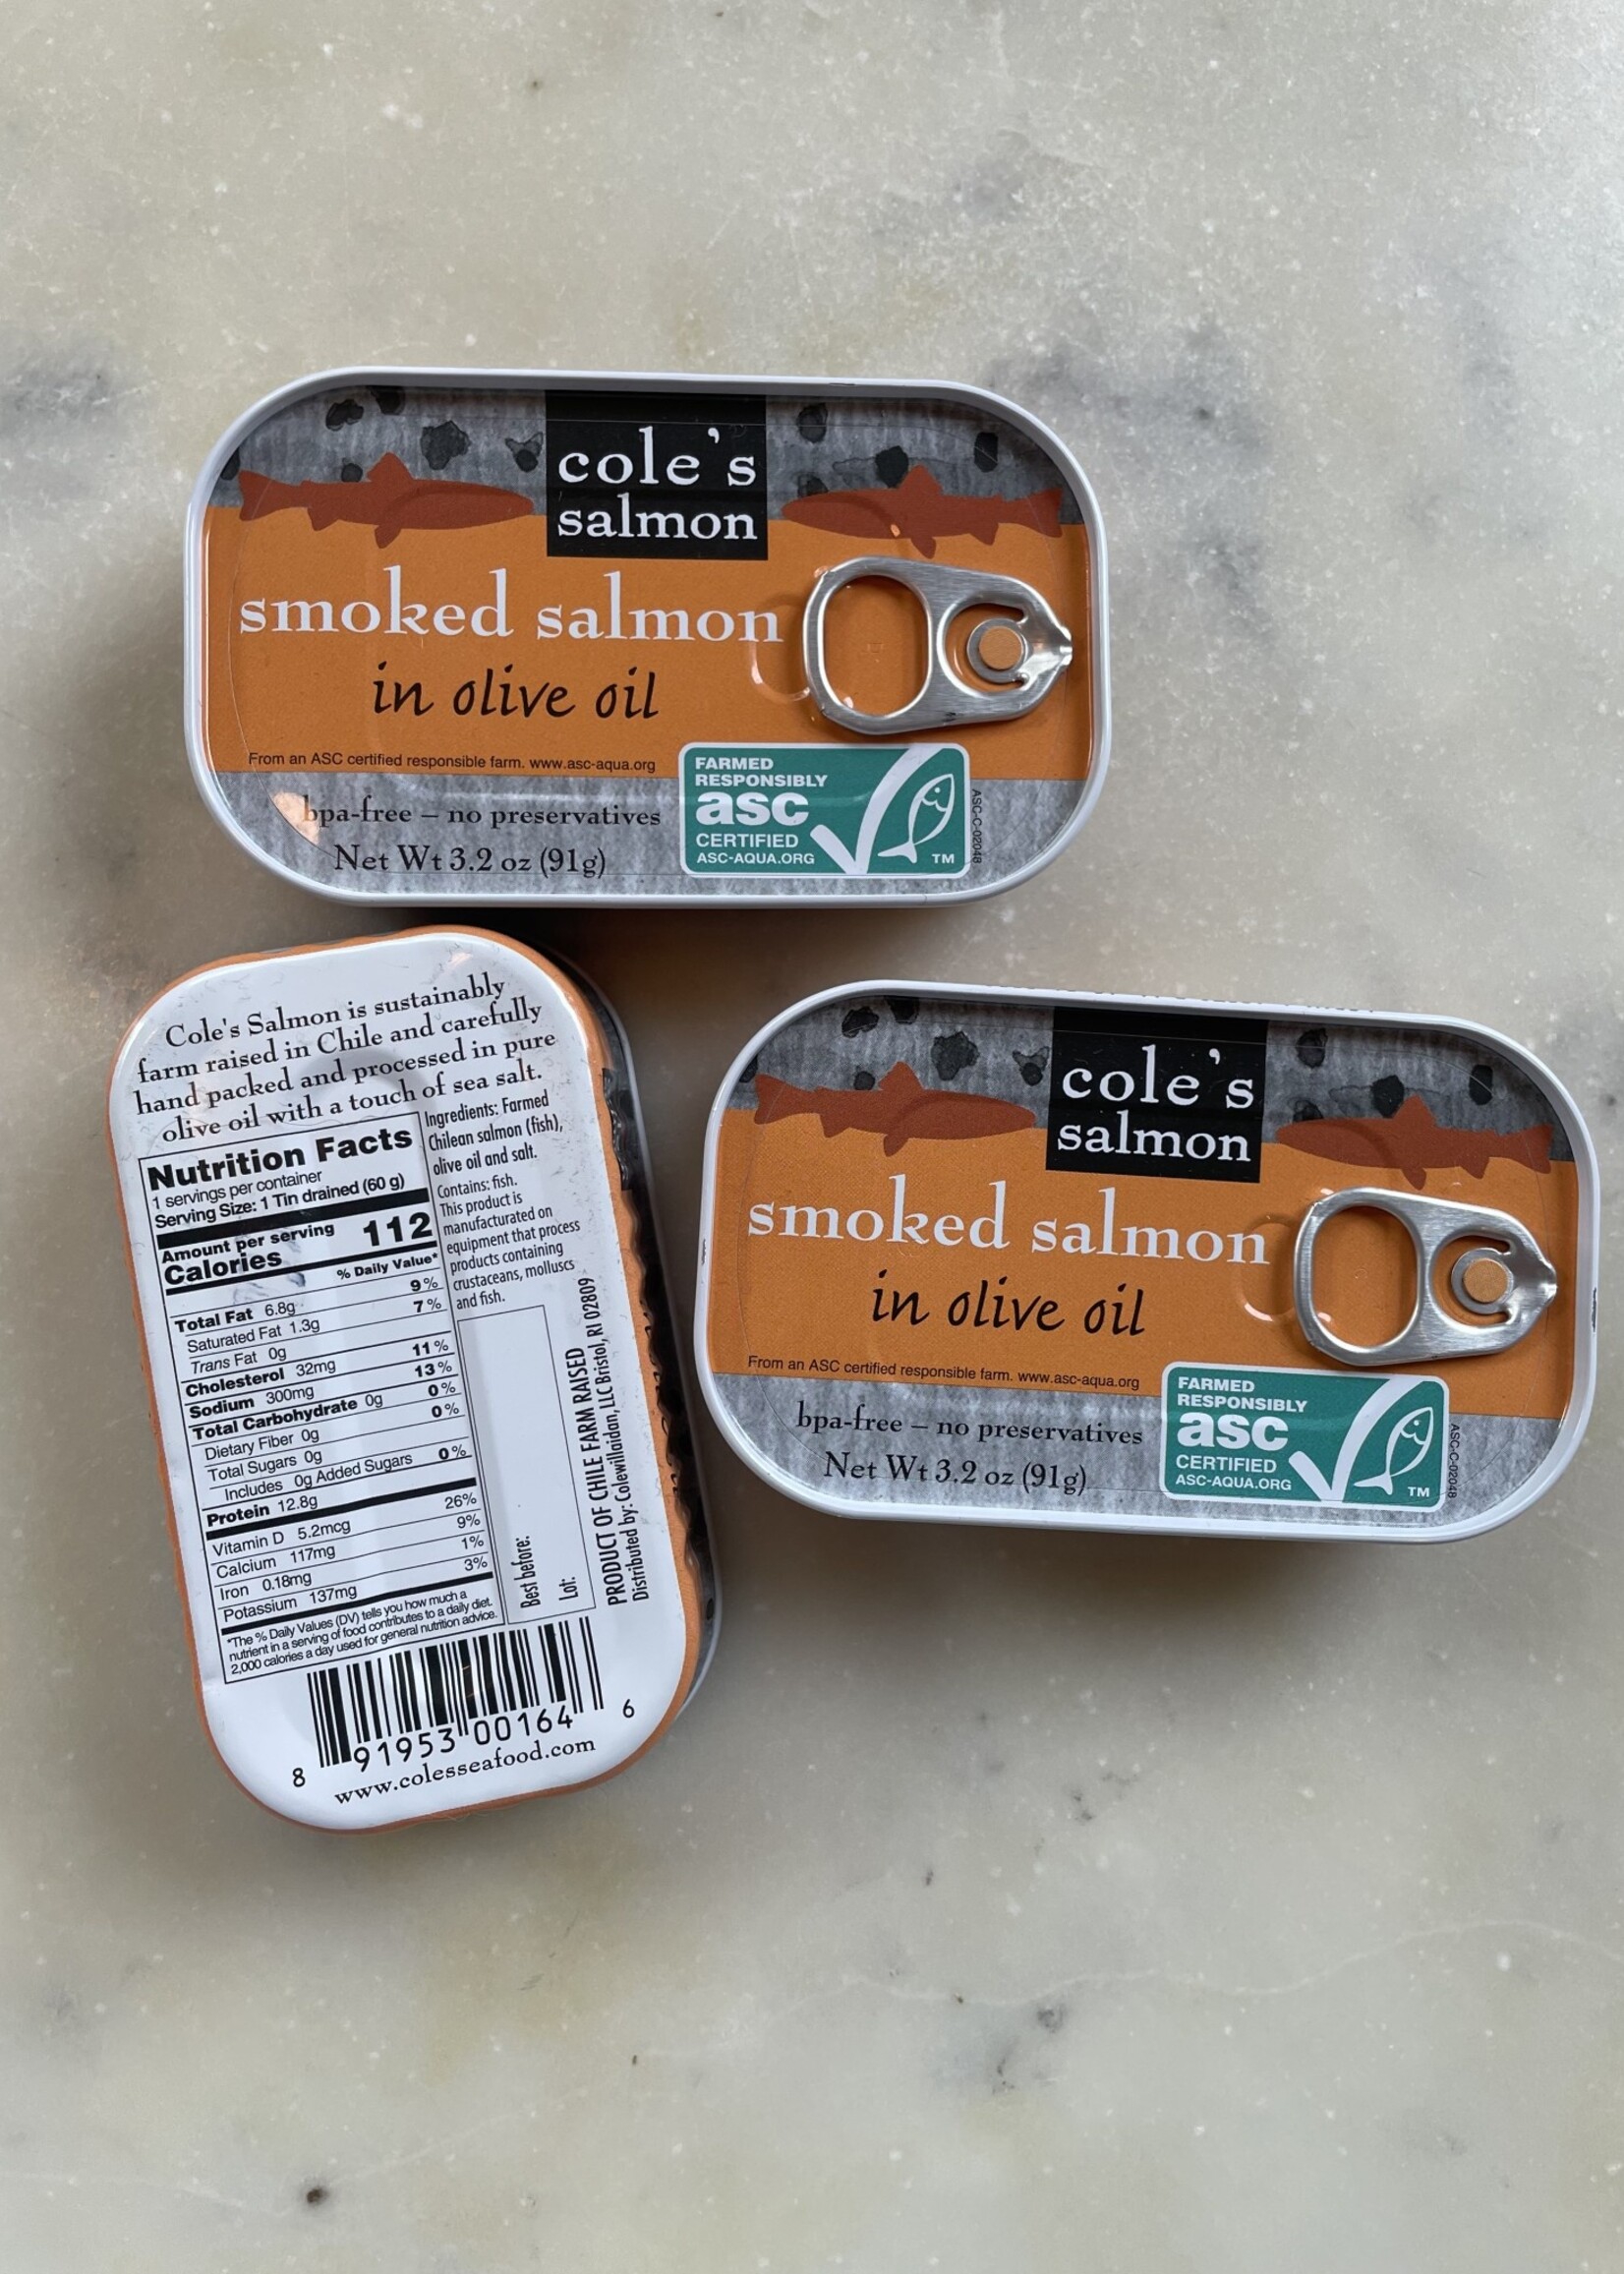 cole's
salmon
smoked salmon
in olive oil
From an ASC certified responsible farm. www.asc-aqua.org
bpa-free – no preservatives
Net Wt 3.2 oz (91g)
FARMED
RESPONSIBLY
asc
CERTIFIED
ASC-AQUA.ORG
TM
ASC-C-02048
Cole's Salmon is sustainably
farm raised in Chile and carefully
hand packed and processed in pure
olive oil with a touch of sea salt.
Nutrition Facts
1 servings per container
Serving Size: 1 Tin drained (60 g)
Amount per serving
Calories 112
% Daily Value*
Total Fat 6.8g 9%
Saturated Fat 1.3g 7%
Trans Fat 0g
Cholesterol 32mg 11%
Sodium 300mg 13%
Total Carbohydrate 0g 0%
Dietary Fiber 0g 0%
Total Sugars 0g
Includes 0g Added Sugars 0%
Protein 12.8g
Vitamin D 5.2mcg 26%
Calcium 117mg 9%
Iron 0.18mg 1%
Potassium 137mg 3%
*The % Daily Values (DV) tells you how much a
nutrient in a serving of food contributes to a daily diet.
2,000 calories a day used for general nutrition advice.
Ingredients: Farmed
Chilean salmon (fish),
olive oil and salt.
Contains: fish.
This product is
manufacturated on
equipment that process
products containing
crustaceans, molluscs
and fish.
Best before:
Lot:
PRODUCT OF CHILE FARM RAISED
Distributed by: Colewillaidan, LLC Bristol, RI 02809
8 91953 00164 6
www.colesseafood.com
cole's
salmon
smoked salmon
in olive oil
From an ASC certified responsible farm. www.asc-aqua.org
bpa-free – no preservatives
Net Wt 3.2 oz (91g)
FARMED
RESPONSIBLY
asc
CERTIFIED
ASC-AQUA.ORG
TM
ASC-C-02048